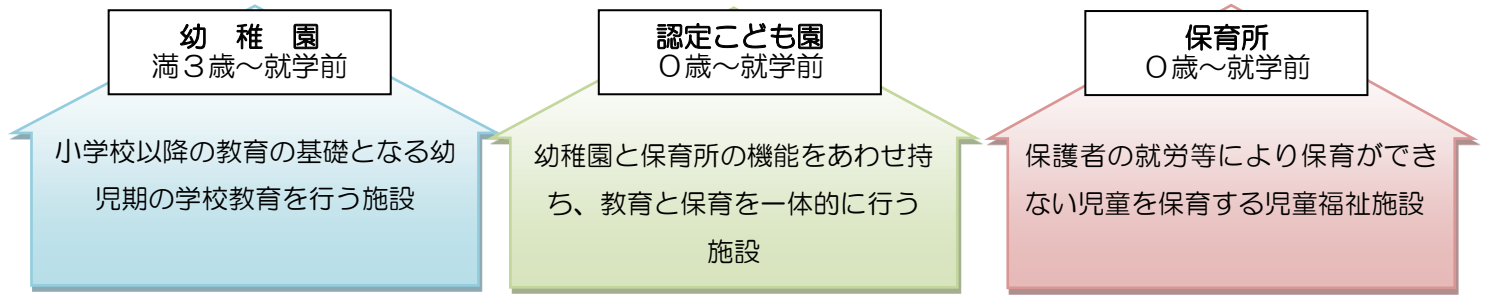 幼　稚　園
満３歳～就学前
小学校以降の教育の基礎となる幼
児期の学校教育を行う施設
認定こども園
０歳～就学前
幼稚園と保育所の機能をあわせ持
ち、教育と保育を一体的に行う
施設
保育所
０歳～就学前
保護者の就労等により保育ができ
ない児童を保育する児童福祉施設